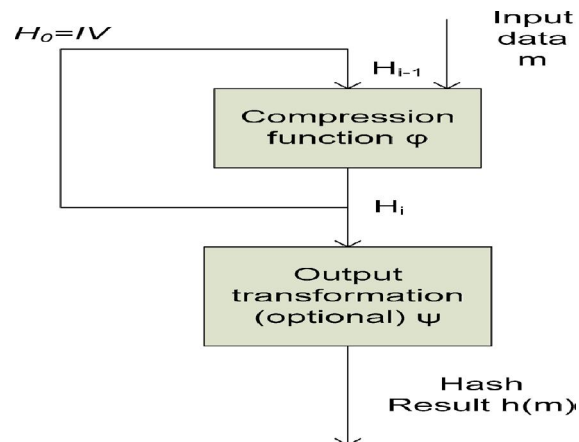 H₀=IV
Input
data
m
Hᵢ₋₁
Compression
function φ
Hᵢ
Output
transformation
(optional) ψ
Hash
Result h(m)